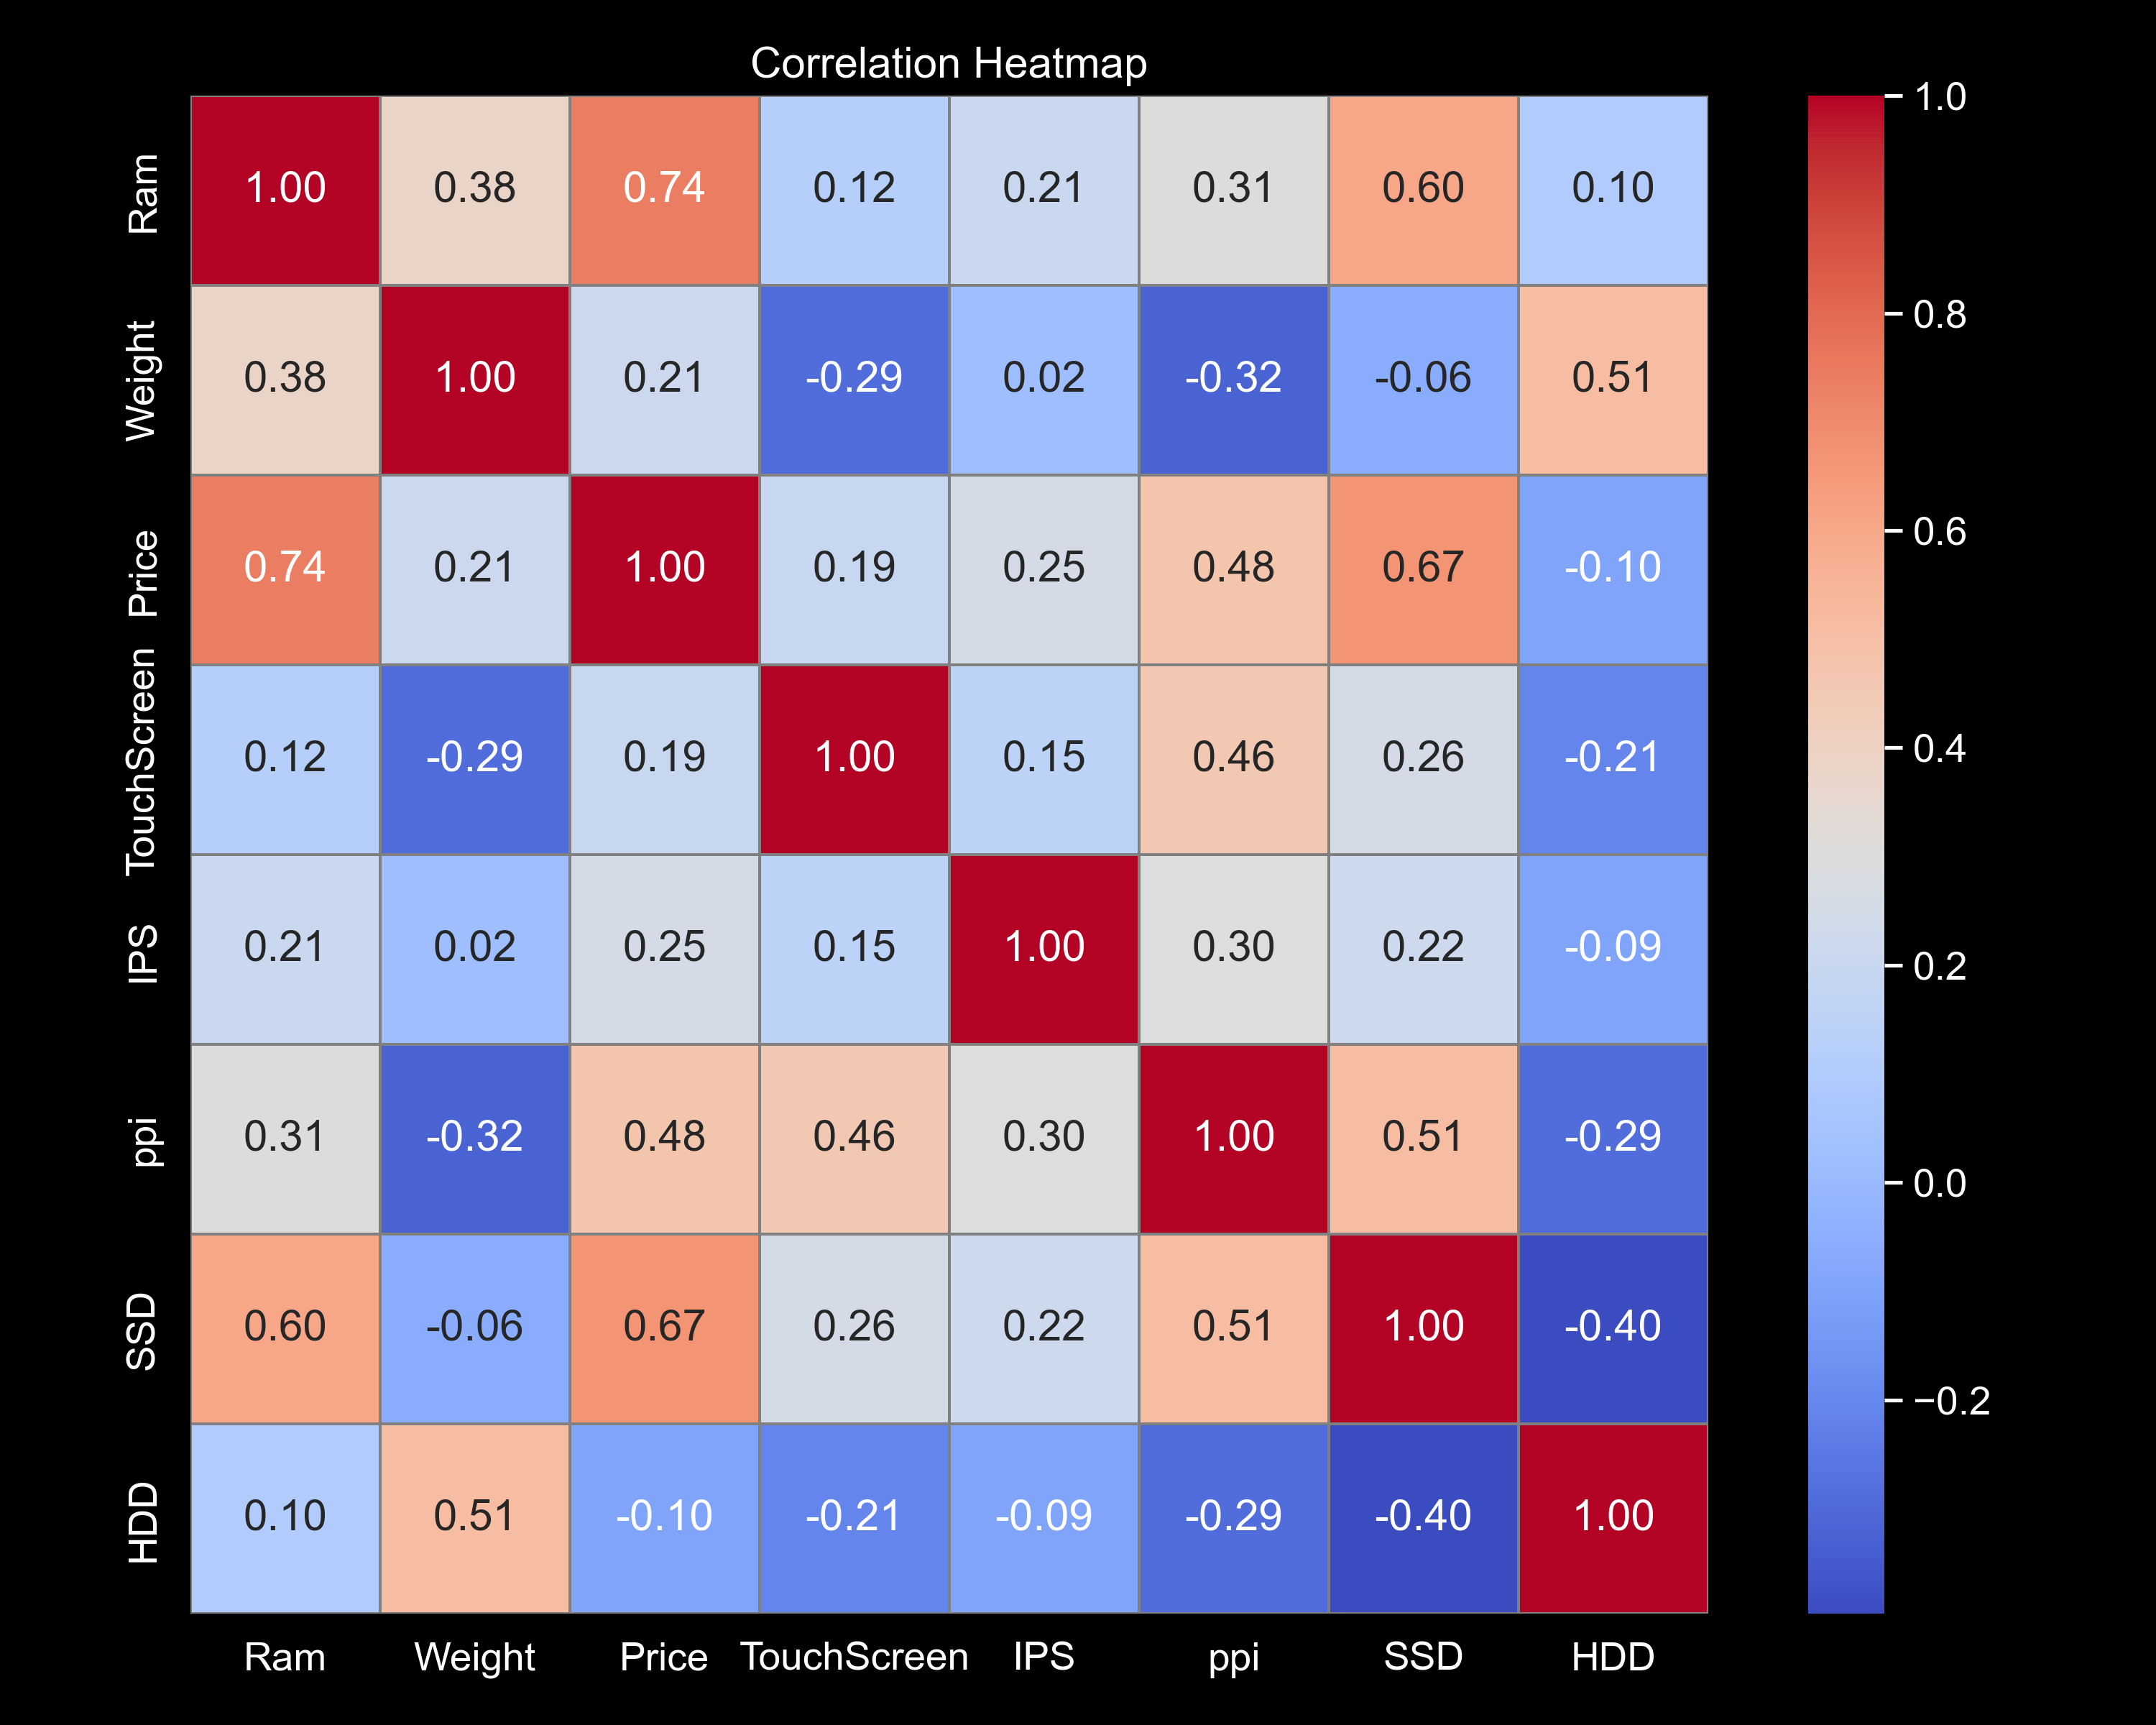 Correlation Heatmap
Ram 1.00 0.38 0.74 0.12 0.21 0.31 0.60 0.10
Weight 0.38 1.00 0.21 -0.29 0.02 -0.32 -0.06 0.51
Price 0.74 0.21 1.00 0.19 0.25 0.48 0.67 -0.10
TouchScreen 0.12 -0.29 0.19 1.00 0.15 0.46 0.26 -0.21
IPS 0.21 0.02 0.25 0.15 1.00 0.30 0.22 -0.09
ppi 0.31 -0.32 0.48 0.46 0.30 1.00 0.51 -0.29
SSD 0.60 -0.06 0.67 0.26 0.22 0.51 1.00 -0.40
HDD 0.10 0.51 -0.10 -0.21 -0.09 -0.29 -0.40 1.00
Ram Weight Price TouchScreen IPS ppi SSD HDD
1.0
0.8
0.6
0.4
0.2
0.0
−0.2